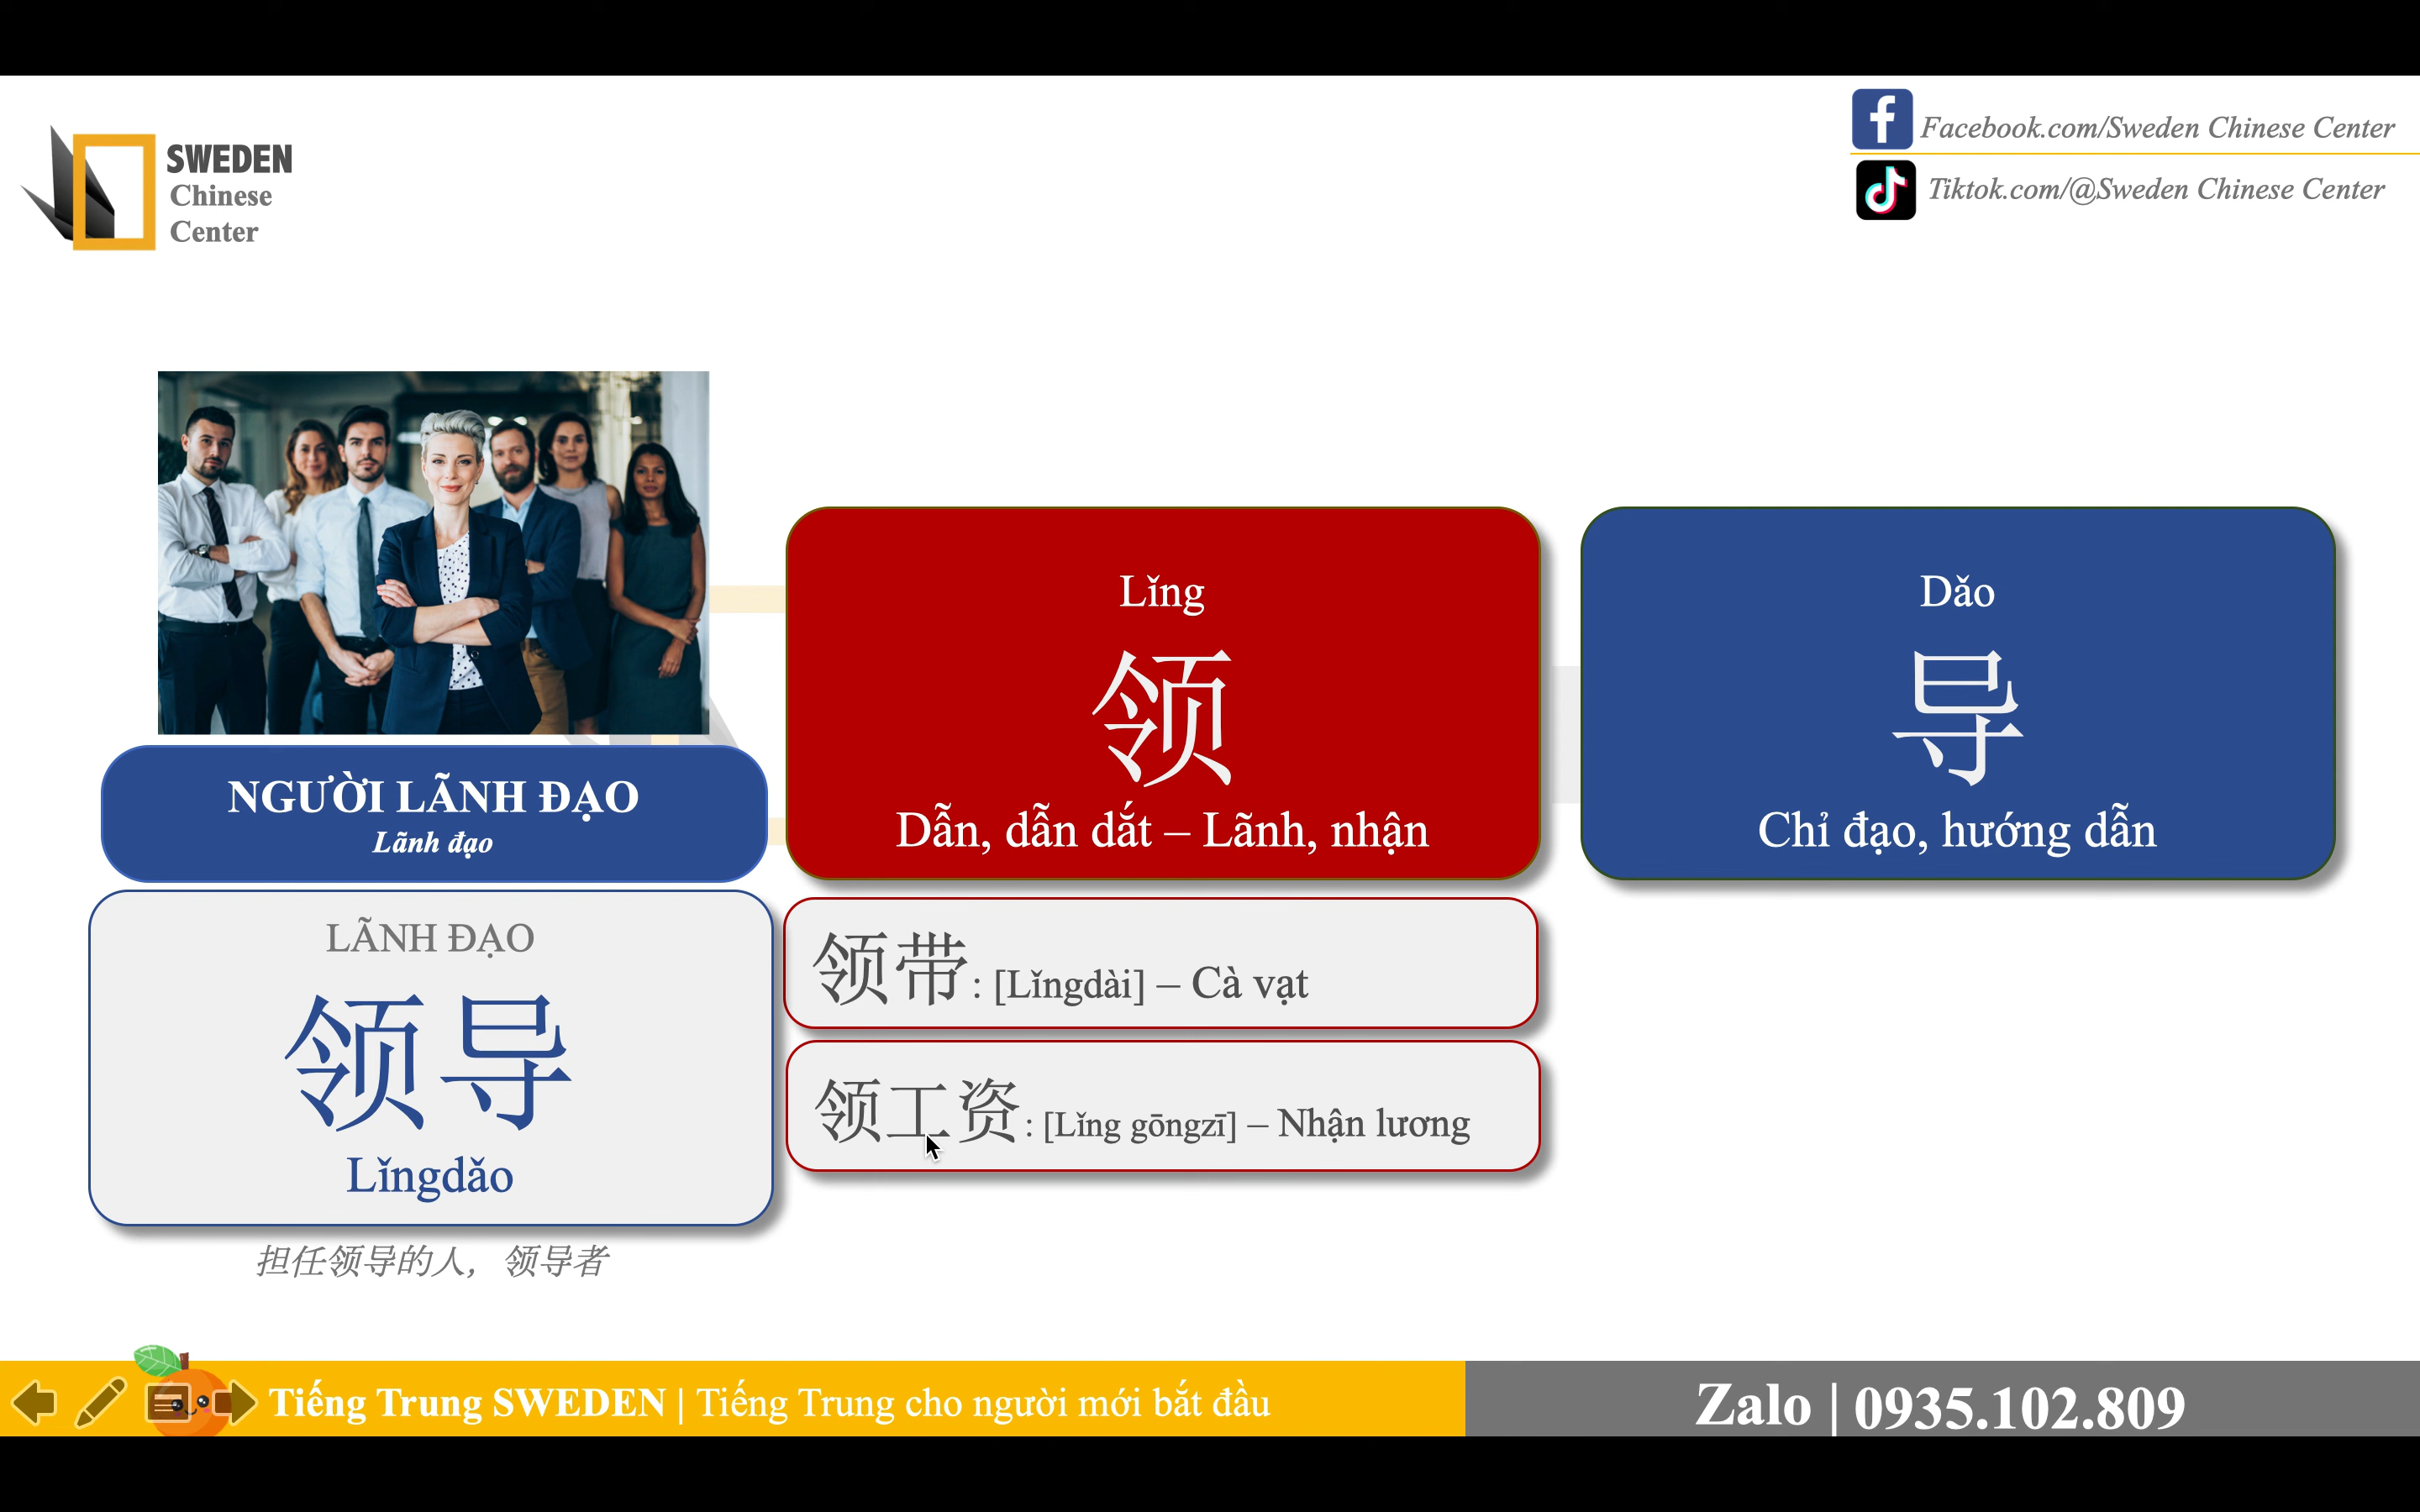 SWEDEN
Chinese
Center
Facebook.com/Sweden Chinese Center
Tiktok.com/@Sweden Chinese Center
NGƯỜI LÃNH ĐẠO
Lãnh đạo
LÃNH ĐẠO
领导
Lǐngdǎo
担任领导的人，领导者
Lǐng
领
Dẫn, dẫn dắt – Lãnh, nhận
领带: [Lǐngdài] – Cà vạt
领工资: [Lǐng gōngzī] – Nhận lương
Dǎo
导
Chỉ đạo, hướng dẫn
Tiếng Trung SWEDEN | Tiếng Trung cho người mới bắt đầu
Zalo | 0935.102.809